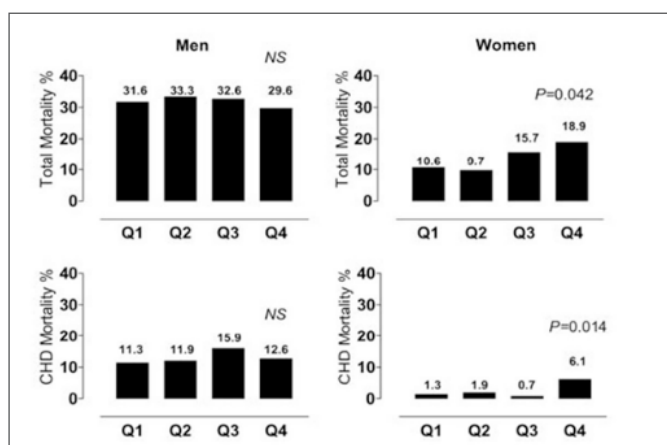 Men
Women
NS
P=0.042
Total Mortality %
40
30
20
10
0
31.6 33.3 32.6 29.6
Q1 Q2 Q3 Q4
Total Mortality %
40
30
20
10
0
10.6 9.7 15.7 18.9
Q1 Q2 Q3 Q4
NS
CHD Mortality %
40
30
20
10
0
11.3 11.9 15.9 12.6
Q1 Q2 Q3 Q4
P=0.014
CHD Mortality %
40
30
20
10
0
1.3 1.9 0.7 6.1
Q1 Q2 Q3 Q4